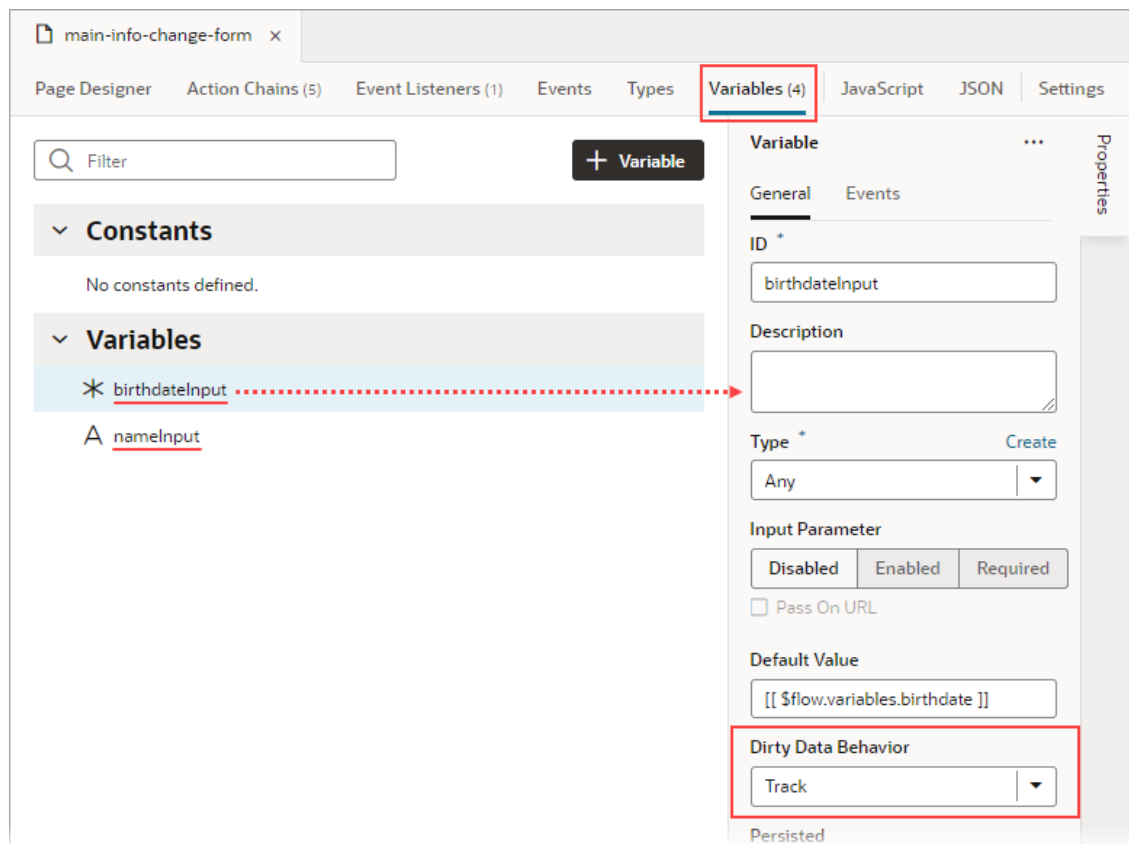 main-info-change-form ×
Page Designer Action Chains (5) Event Listeners (1) Events Types Variables (4) JavaScript JSON Settings
Filter
+ Variable
Constants
No constants defined.
Variables
birthdateInput
A nameInput
Variable ...
General Events
ID *
birthdateInput
Description
Type * Create
Any
Input Parameter
Disabled Enabled Required
Pass On URL
Default Value
[[ $flow.variables.birthdate ]]
Dirty Data Behavior
Track
Persisted
Properties